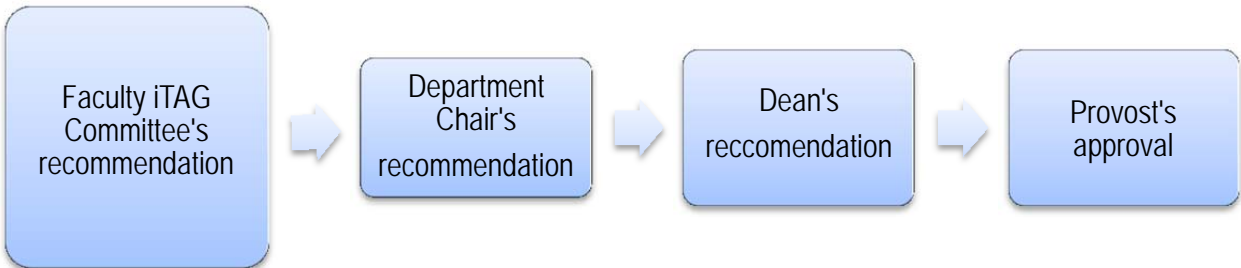 Faculty iTAG
Committee's
recommendation
Department
Chair's
recommendation
Dean's
reccomendation
Provost's
approval